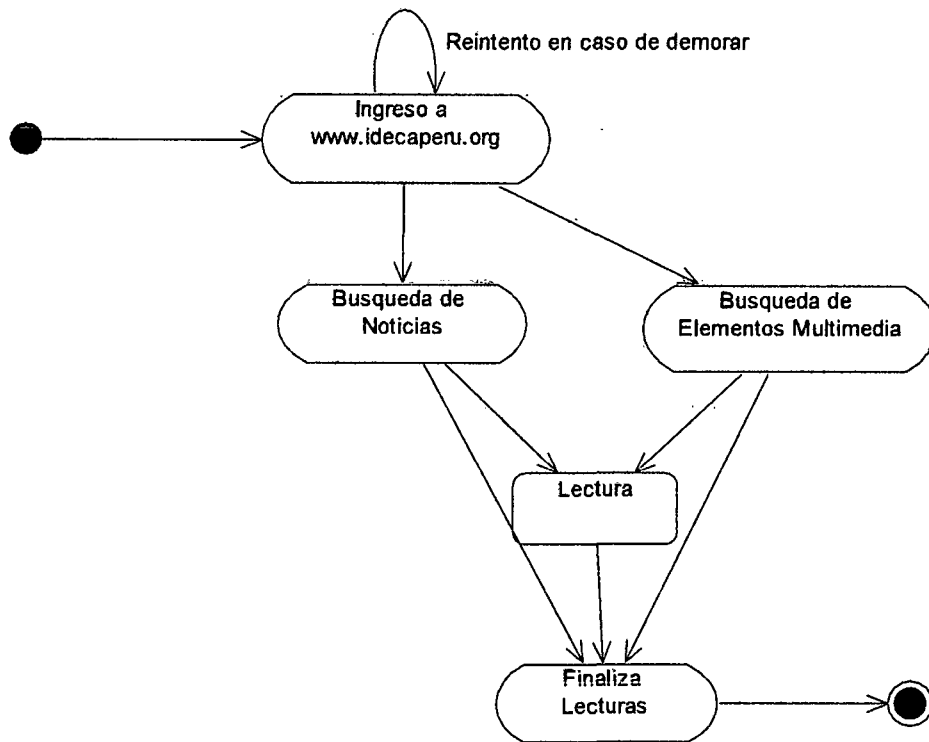 Reintento en caso de demorar
Ingreso a
www.idecaperu.org
Busqueda de
Noticias
Busqueda de
Elementos Multimedia
Lectura
Finaliza
Lecturas